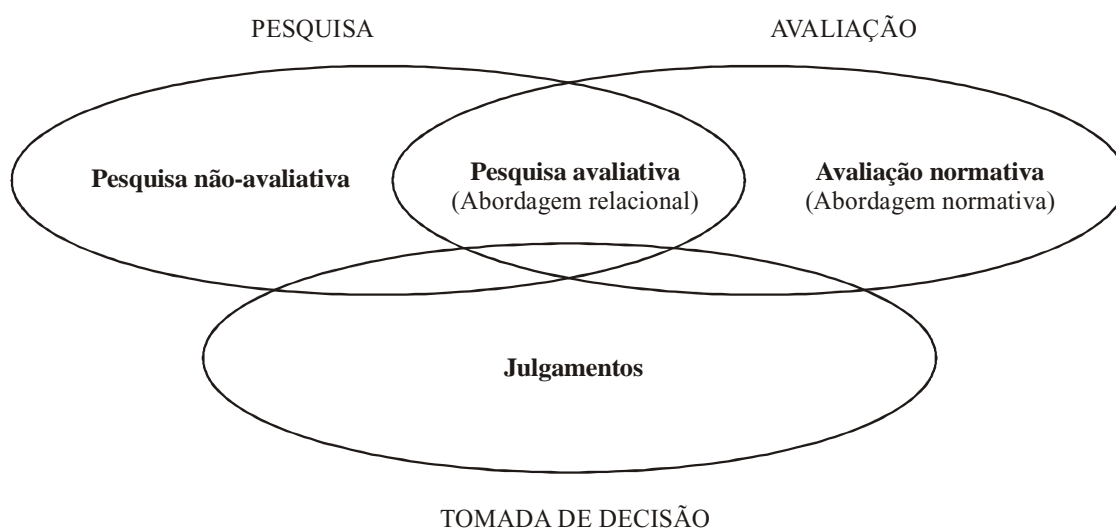 PESQUISA
AVALIAÇÃO
Pesquisa não-avaliativa
Pesquisa avaliativa
(Abordagem relacional)
Avaliação normativa
(Abordagem normativa)
Julgamentos
TOMADA DE DECISÃO